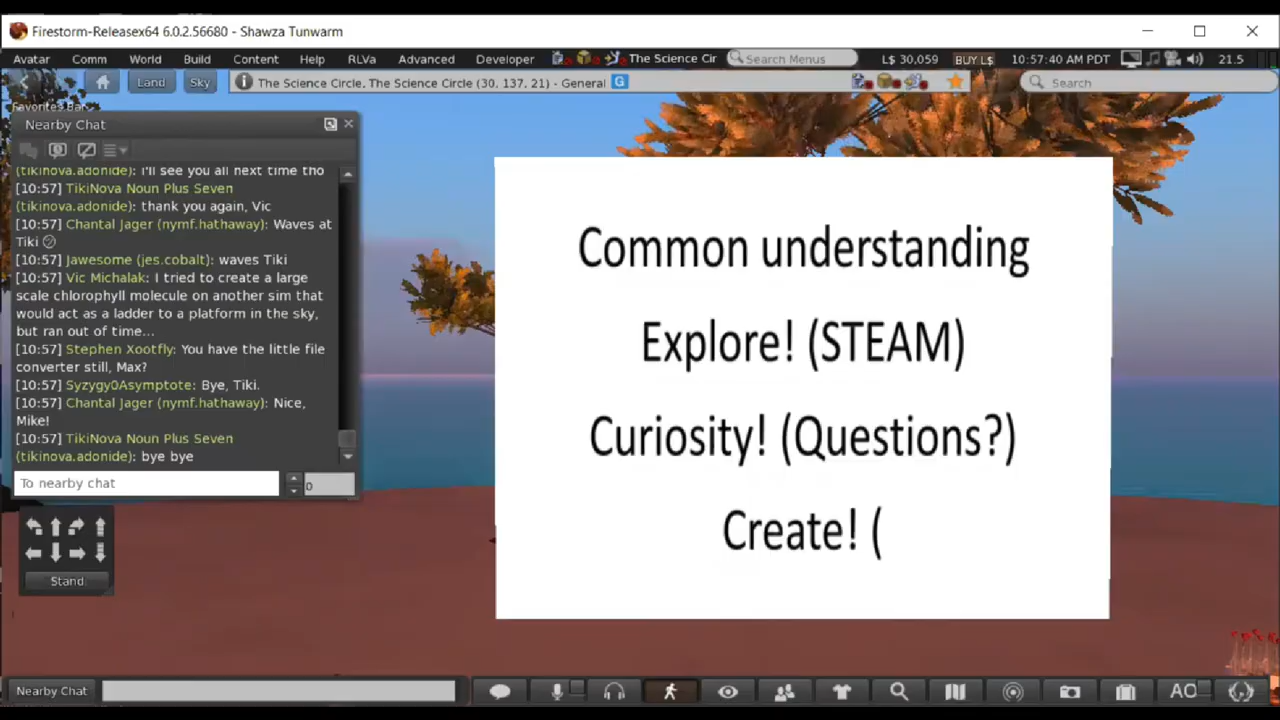 Firestorm-Releasex64 6.0.2.56680 - Shawza Tunwarm
Avatar Comm World Build Content Help RLVa Advanced Developer The Science Cir Search Menus L$ 30,059 BUY L$ 10:57:40 AM PDT 21.5
Land Sky The Science Circle, The Science Circle (30, 137, 21) - General G Search
Favorites Bar
Nearby Chat
(tikinova.adonide): I'll see you all next time tho
[10:57] TikiNova Noun Plus Seven
(tikinova.adonide): thank you again, Vic
[10:57] Chantal Jager (nymf.hathaway): Waves at
Tiki
[10:57] Jawesome (jes.cobalt): waves Tiki
[10:57] Vic Michalak: I tried to create a large
scale chlorophyll molecule on another sim that
would act as a ladder to a platform in the sky,
but ran out of time...
[10:57] Stephen Xootfly: You have the little file
converter still, Max?
[10:57] Syzygy0Asymptote: Bye, Tiki.
[10:57] Chantal Jager (nymf.hathaway): Nice,
Mike!
[10:57] TikiNova Noun Plus Seven
(tikinova.adonide): bye bye
To nearby chat
0
Stand
Common understanding
Explore! (STEAM)
Curiosity! (Questions?)
Create! (
Nearby Chat
AO